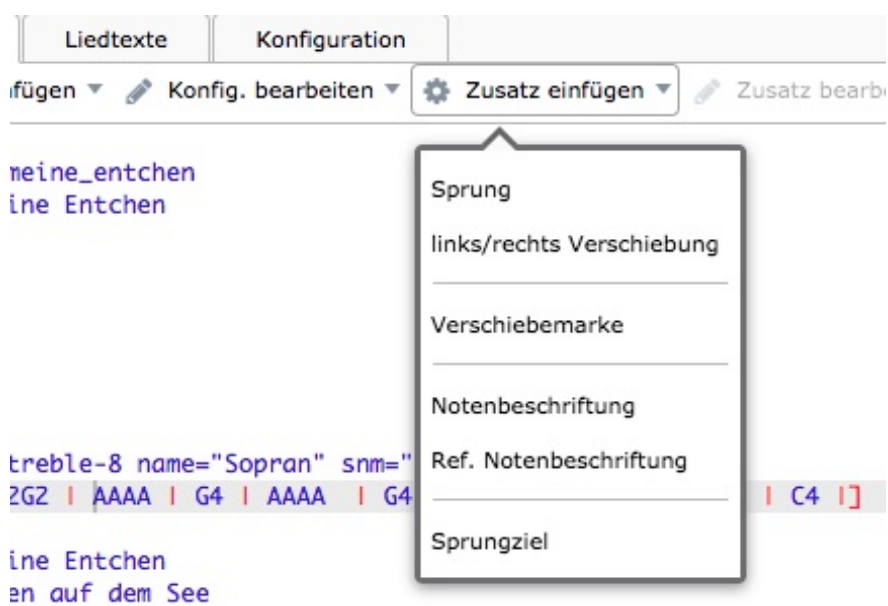 Liedtexte Konfiguration
nfügen Konfig. bearbeiten Zusatz einfügen Zusatz bearbe
meine_entchen
ine Entchen
Sprung
links/rechts Verschiebung
Verschiebemarke
Notenbeschriftung
treble-8 name="Sopran" snm=" Ref. Notenbeschriftung
2G2 | AAAA | G4 | AAAA | G4 | C4 |]
Sprungziel
ine Entchen
en auf dem See